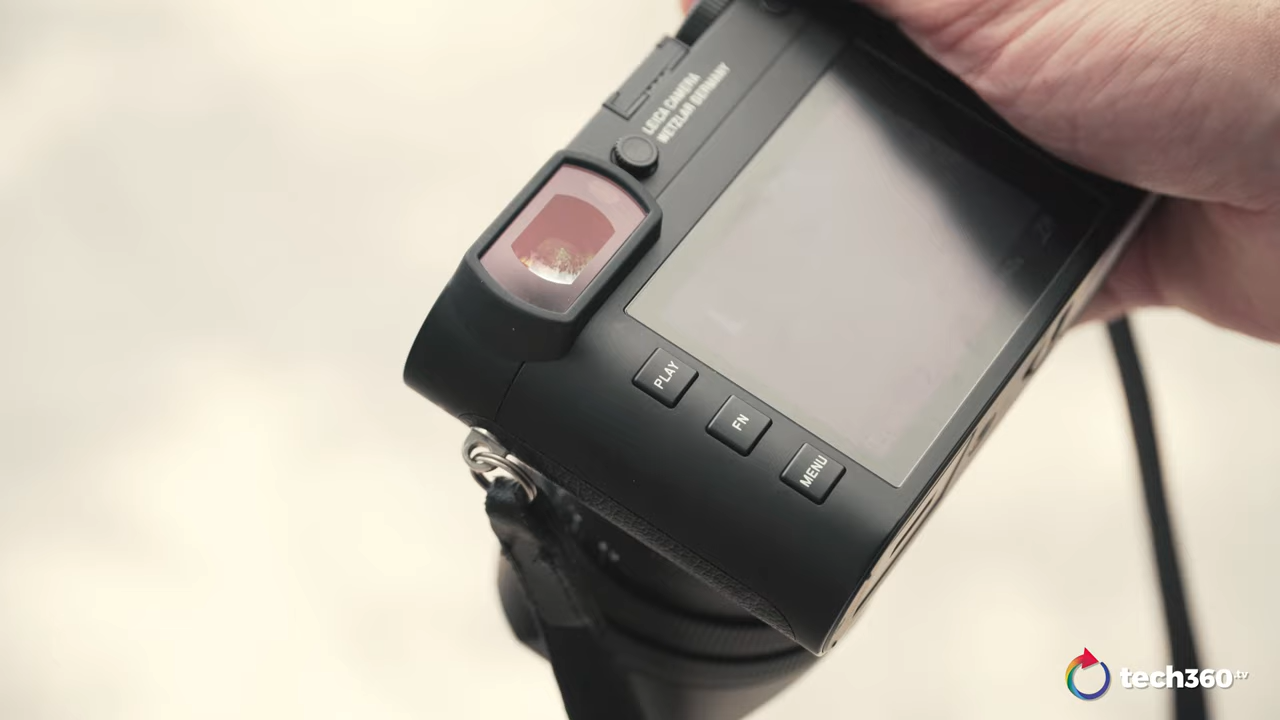 LEICA CAMERA
WETZLAR GERMANY
PLAY
FN
MENU
tech360.tv